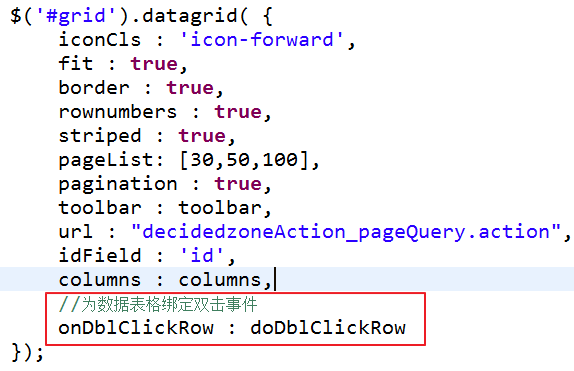 $('#grid').datagrid( {
    iconCls : 'icon-forward',
    fit : true,
    border : true,
    rownumbers : true,
    striped : true,
    pageList: [30,50,100],
    pagination : true,
    toolbar : toolbar,
    url : "decidedzoneAction_pageQuery.action",
    idField : 'id',
    columns : columns,
    //为数据表格绑定双击事件
    onDblClickRow : doDblClickRow
});